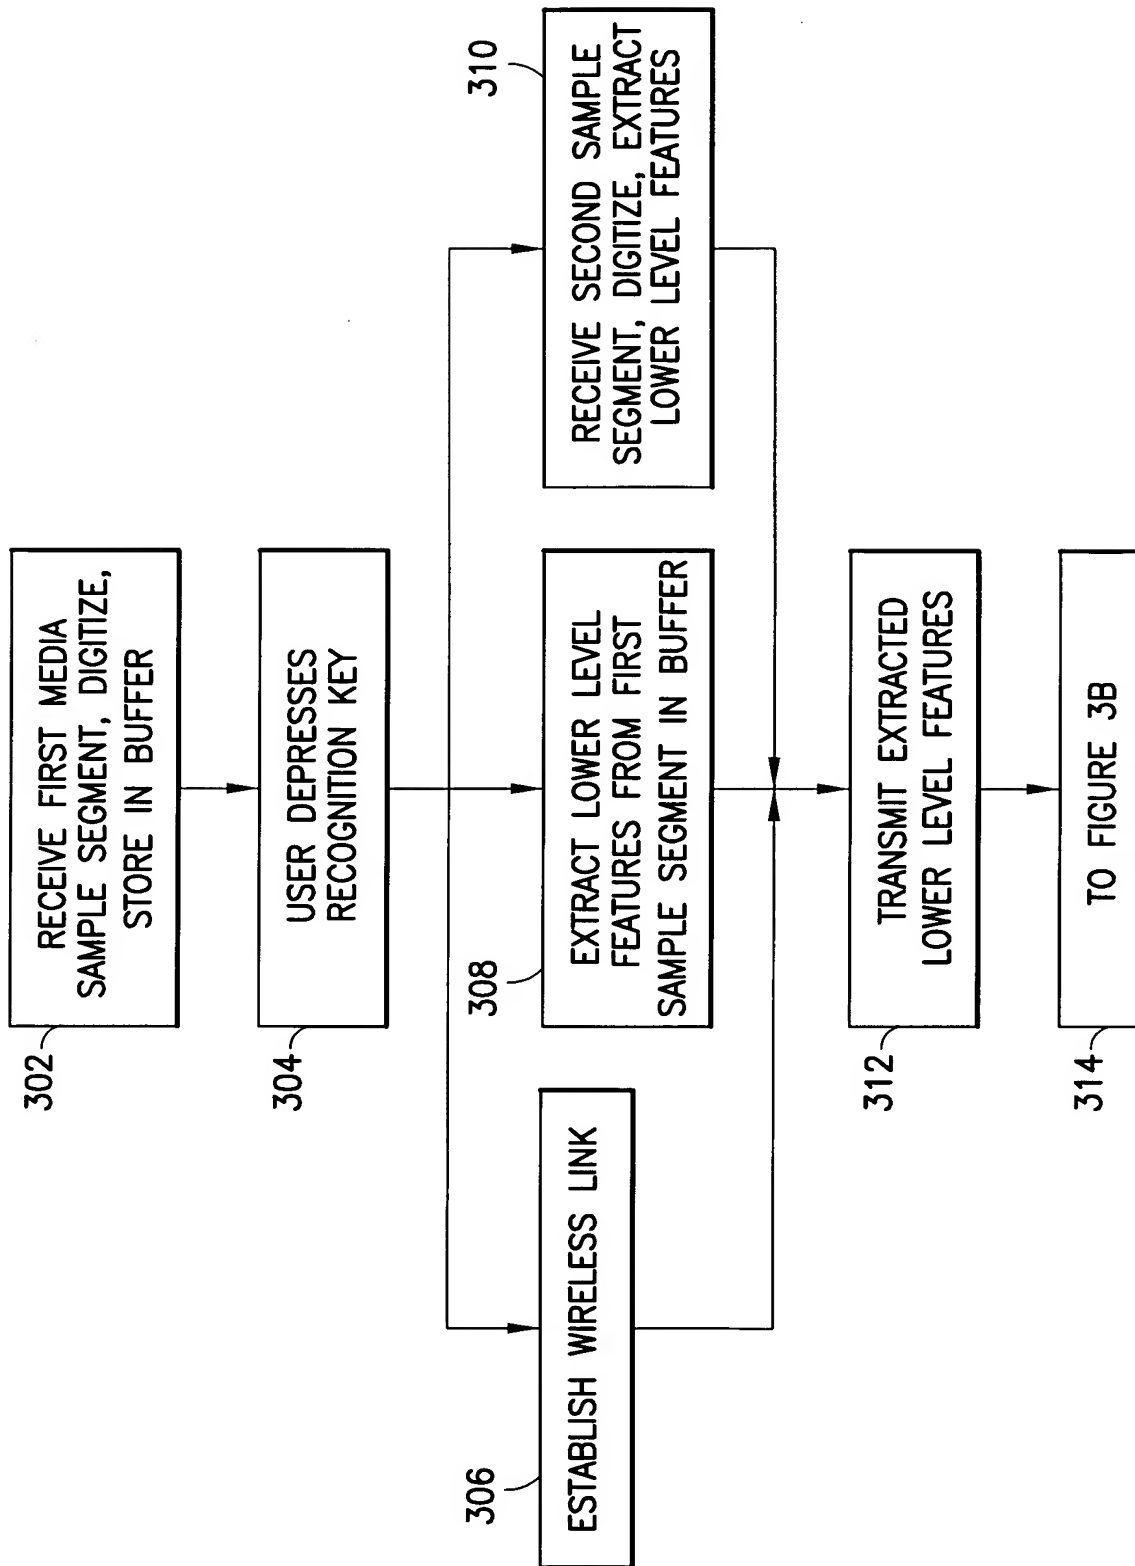 302
RECEIVE FIRST MEDIA
SAMPLE SEGMENT, DIGITIZE,
STORE IN BUFFER
304
USER DEPRESSES
RECOGNITION KEY
306
ESTABLISH WIRELESS LINK
308
EXTRACT LOWER LEVEL
FEATURES FROM FIRST
SAMPLE SEGMENT IN BUFFER
310
RECEIVE SECOND SAMPLE
SEGMENT, DIGITIZE, EXTRACT
LOWER LEVEL FEATURES
312
TRANSMIT EXTRACTED
LOWER LEVEL FEATURES
314
TO FIGURE 3B